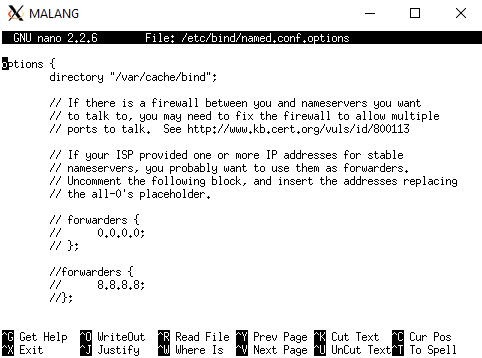 MALANG
GNU nano 2.2.6 File: /etc/bind/named.conf.options
options {
directory "/var/cache/bind";
// If there is a firewall between you and nameservers you want
// to talk to, you may need to fix the firewall to allow multiple
// ports to talk. See http://www.kb.cert.org/vuls/id/800113
// If your ISP provided one or more IP addresses for stable
// nameservers, you probably want to use them as forwarders.
// Uncomment the following block, and insert the addresses replacing
// the all-0's placeholder.
// forwarders {
// 0.0.0.0;
// };
//forwarders {
// 8.8.8.8;
//};
^G Get Help ^O WriteOut ^R Read File ^Y Prev Page ^K Cut Text ^C Cur Pos
^X Exit ^J Justify ^W Where Is ^V Next Page ^U UnCut Text ^T To Spell